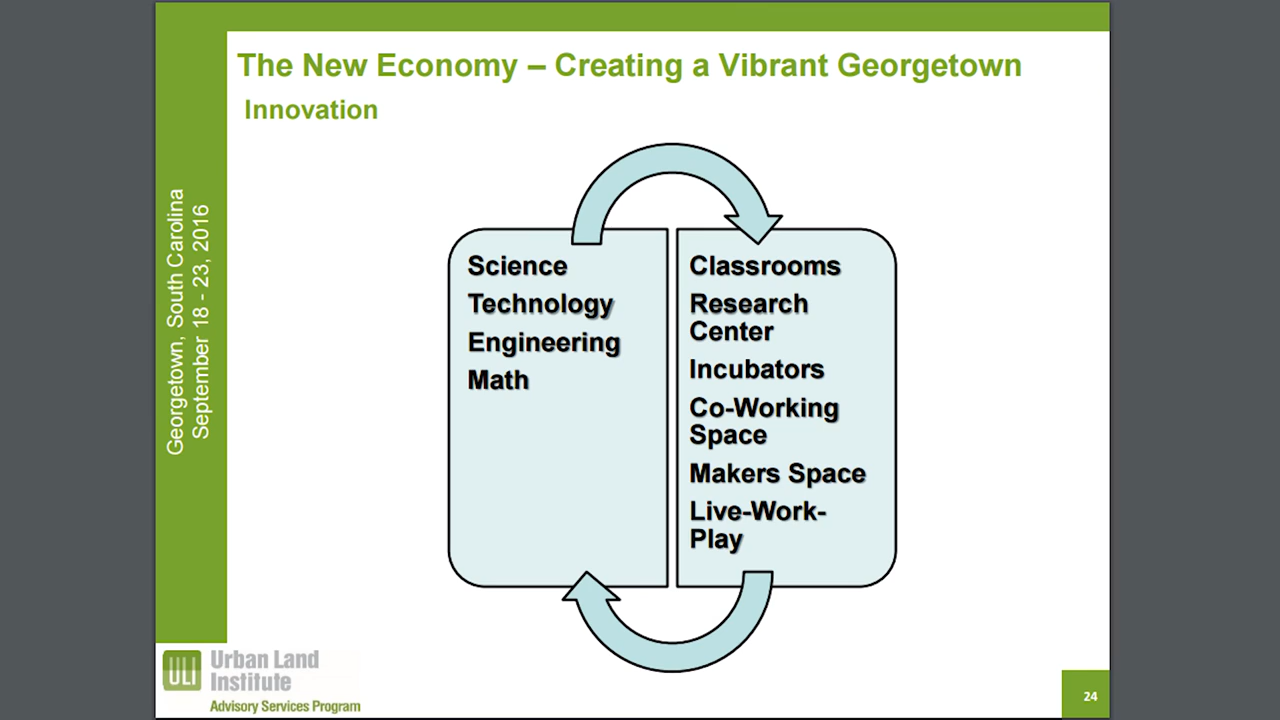 The New Economy – Creating a Vibrant Georgetown
Innovation
Georgetown, South Carolina
September 18 - 23, 2016
Science
Technology
Engineering
Math
Classrooms
Research
Center
Incubators
Co-Working
Space
Makers Space
Live-Work-
Play
ULI
Urban Land
Institute
Advisory Services Program
24